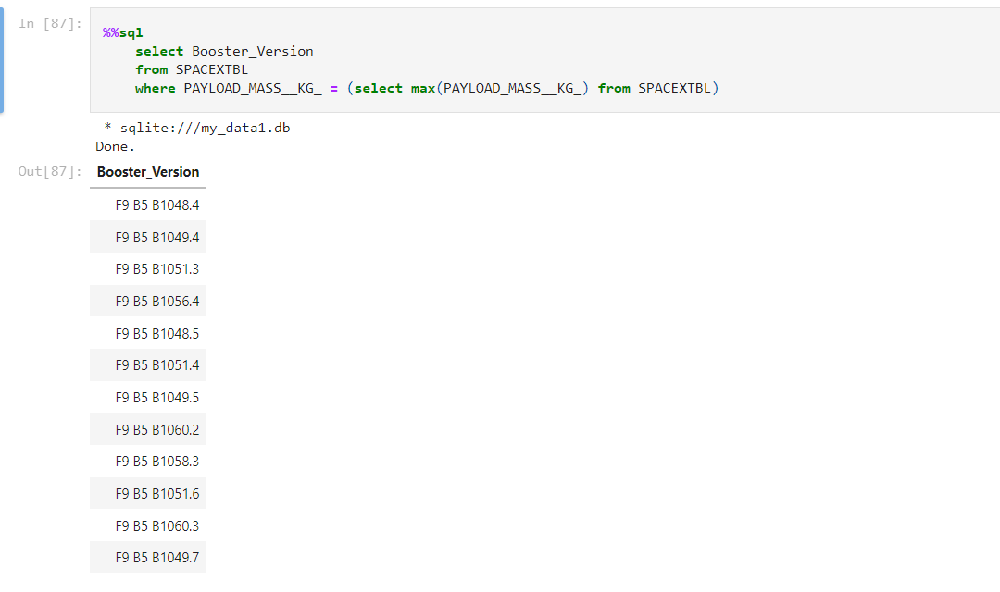 In [87]:
%%sql
select Booster_Version
from SPACEXTBL
where PAYLOAD_MASS__KG_ = (select max(PAYLOAD_MASS__KG_) from SPACEXTBL)
* sqlite:///my_data1.db
Done.
Out[87]:
Booster_Version
F9 B5 B1048.4
F9 B5 B1049.4
F9 B5 B1051.3
F9 B5 B1056.4
F9 B5 B1048.5
F9 B5 B1051.4
F9 B5 B1049.5
F9 B5 B1060.2
F9 B5 B1058.3
F9 B5 B1051.6
F9 B5 B1060.3
F9 B5 B1049.7